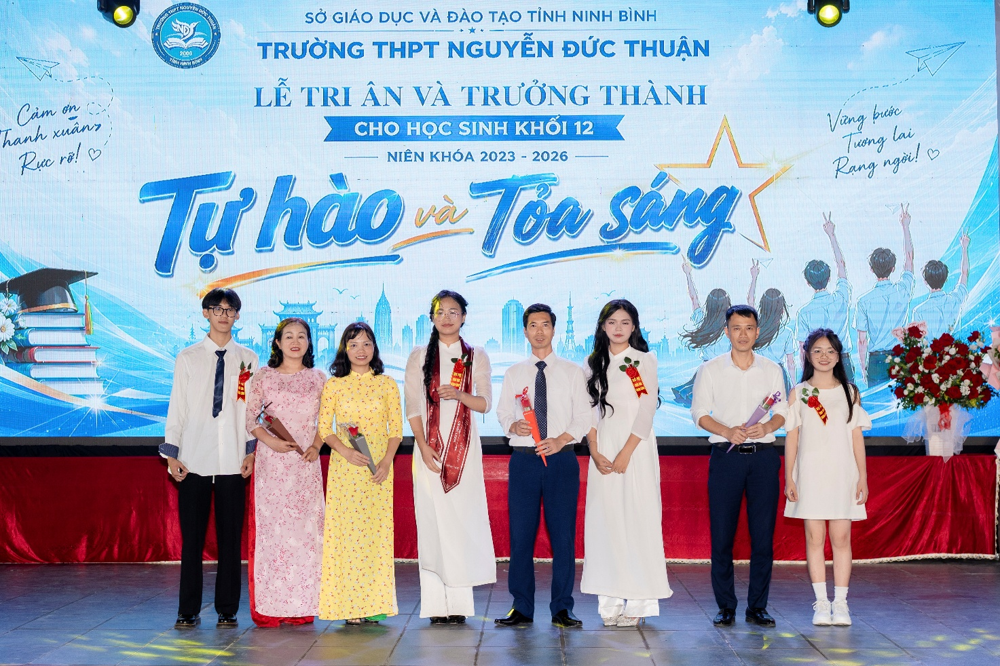 SỞ GIÁO DỤC VÀ ĐÀO TẠO TỈNH NINH BÌNH
TRƯỜNG THPT NGUYỄN ĐỨC THUẬN
TRƯỜNG THPT NGUYỄN ĐỨC THUẬN
2006
TỈNH NINH BÌNH
LỄ TRI ÂN VÀ TRƯỞNG THÀNH
CHO HỌC SINH KHỐI 12
NIÊN KHÓA 2023 - 2026
Cảm ơn
Thanh xuân
Rực rỡ!
Vững bước
Tương lai
Rạng ngời!
Tự hào và Tỏa sáng